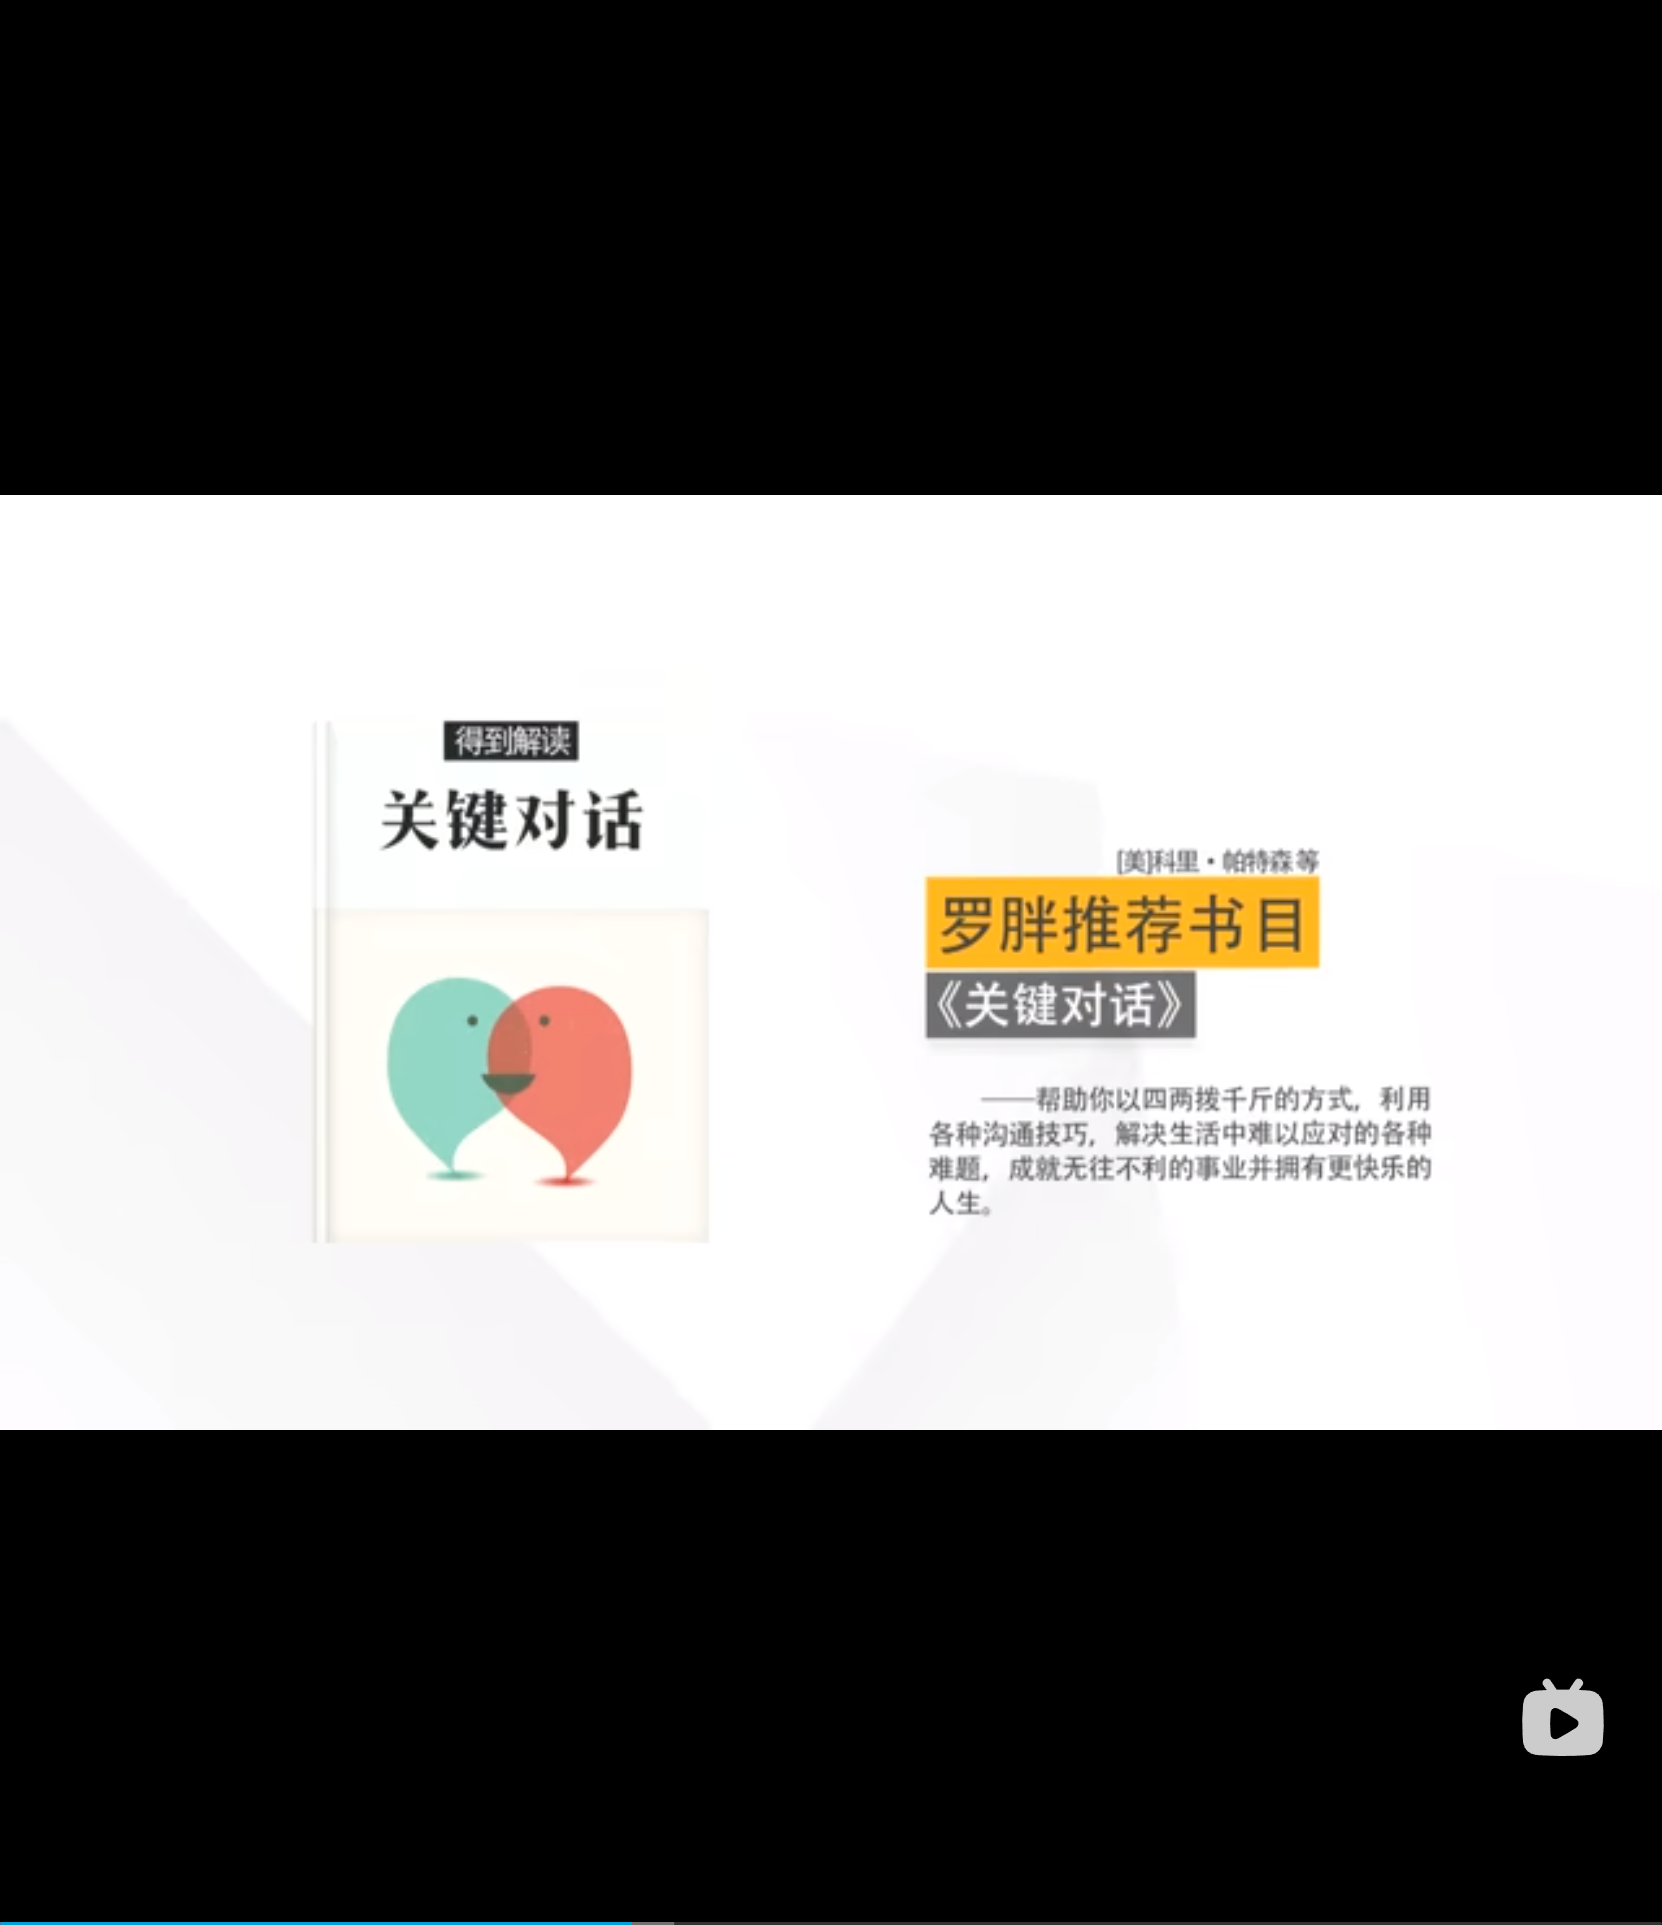 得到解读
关键对话
[美]科里·帕特森 等
罗胖推荐书目
《关键对话》
——帮助你以四两拨千斤的方式，利用
各种沟通技巧，解决生活中难以应对的各种
难题，成就无往不利的事业并拥有更快乐的
人生。